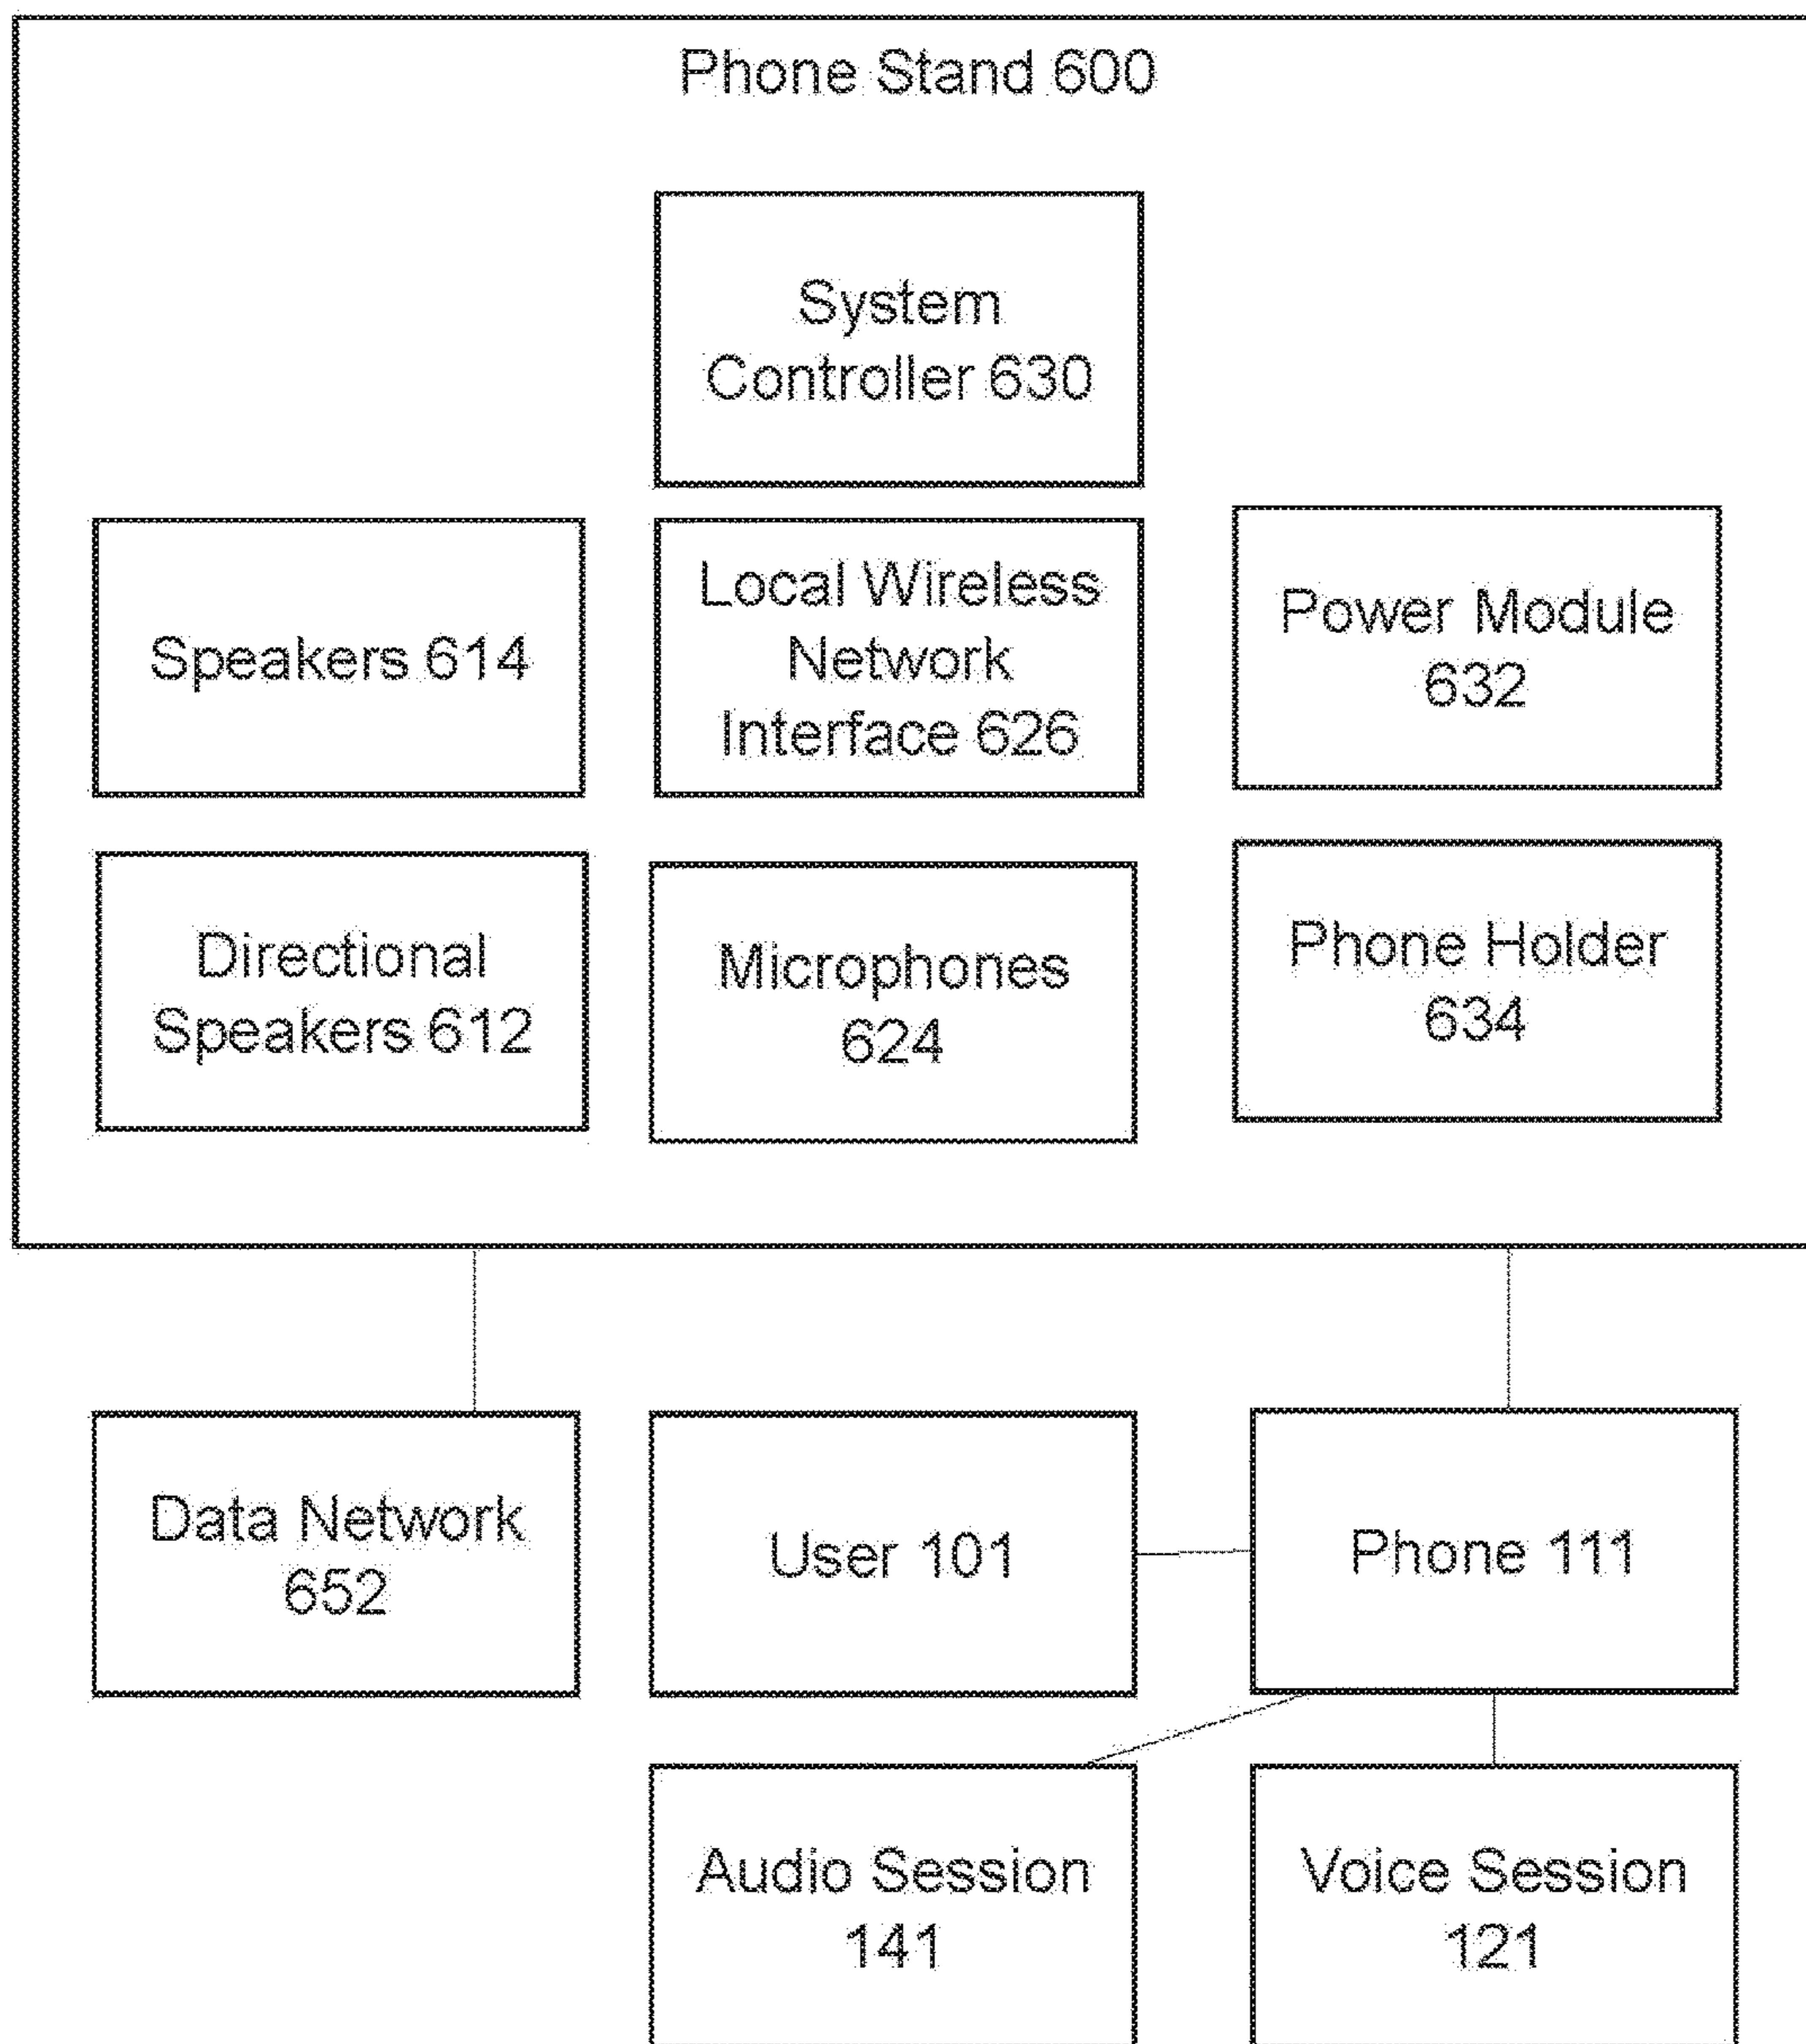 Phone Stand 600
System
Controller 630
Speakers 614
Local Wireless
Network
Interface 626
Power Module
632
Directional
Speakers 612
Microphones
624
Phone Holder
634
Data Network
652
User 101
Phone 111
Audio Session
141
Voice Session
121